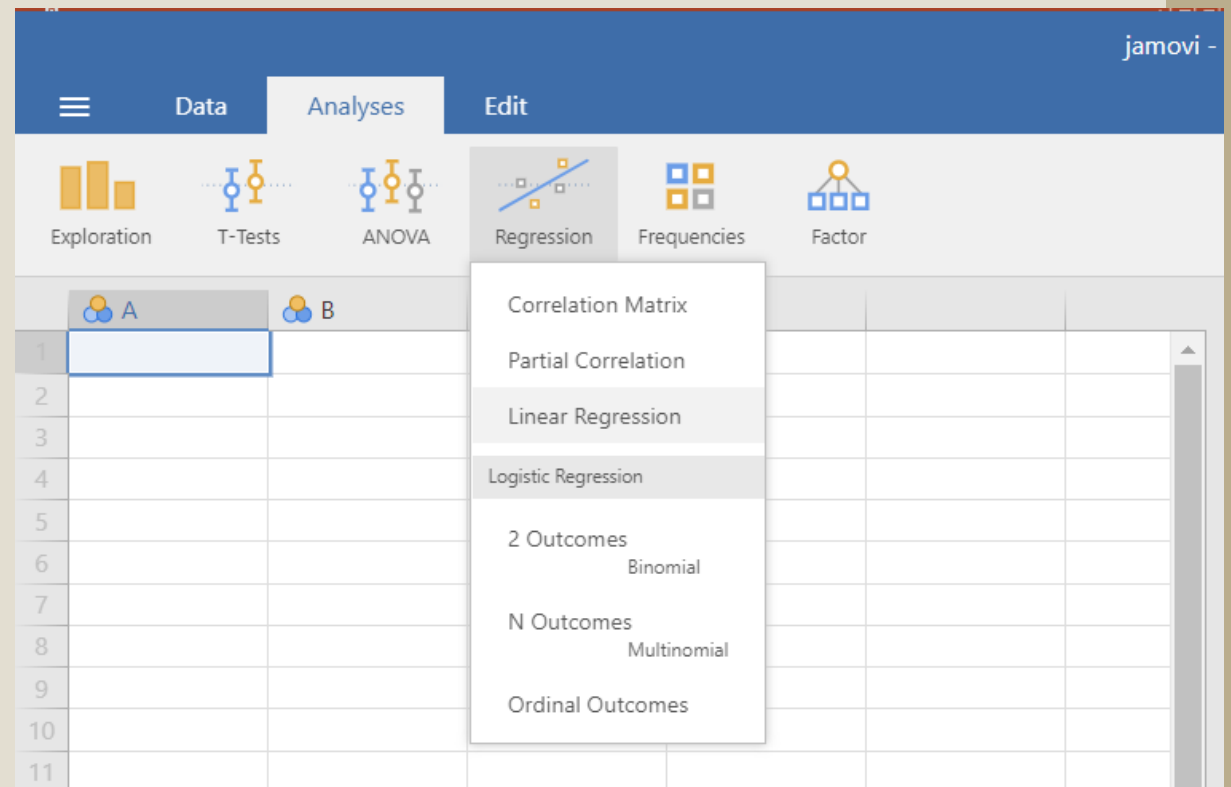 jamovi -
Data Analyses Edit
Exploration T-Tests ANOVA Regression Frequencies Factor
A B
Correlation Matrix
Partial Correlation
Linear Regression
Logistic Regression
2 Outcomes
Binomial
N Outcomes
Multinomial
Ordinal Outcomes
1
2
3
4
5
6
7
8
9
10
11